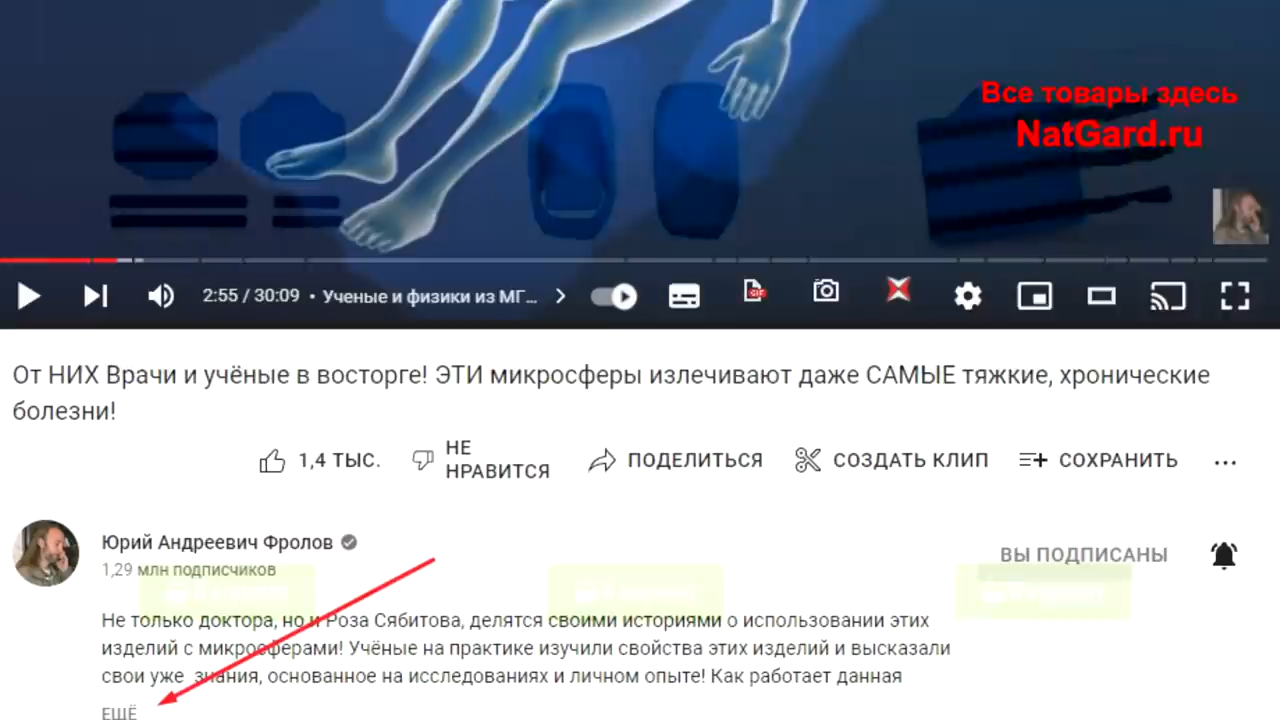 Все товары здесь
NatGard.ru
2:55 / 30:09 • Ученые и физики из МГ...
GIF
От НИХ Врачи и учёные в восторге! ЭТИ микросферы излечивают даже САМЫЕ тяжкие, хронические
болезни!
1,4 ТЫС.
НЕ
НРАВИТСЯ
ПОДЕЛИТЬСЯ
СОЗДАТЬ КЛИП
СОХРАНИТЬ
Юрий Андреевич Фролов
1,29 млн подписчиков
ВЫ ПОДПИСАНЫ
Не только доктора, но и Роза Сябитова, делятся своими историями о использовании этих
изделий с микросферами! Учёные на практике изучили свойства этих изделий и высказали
свои уже знания, основанное на исследованиях и личном опыте! Как работает данная
ЕЩЁ